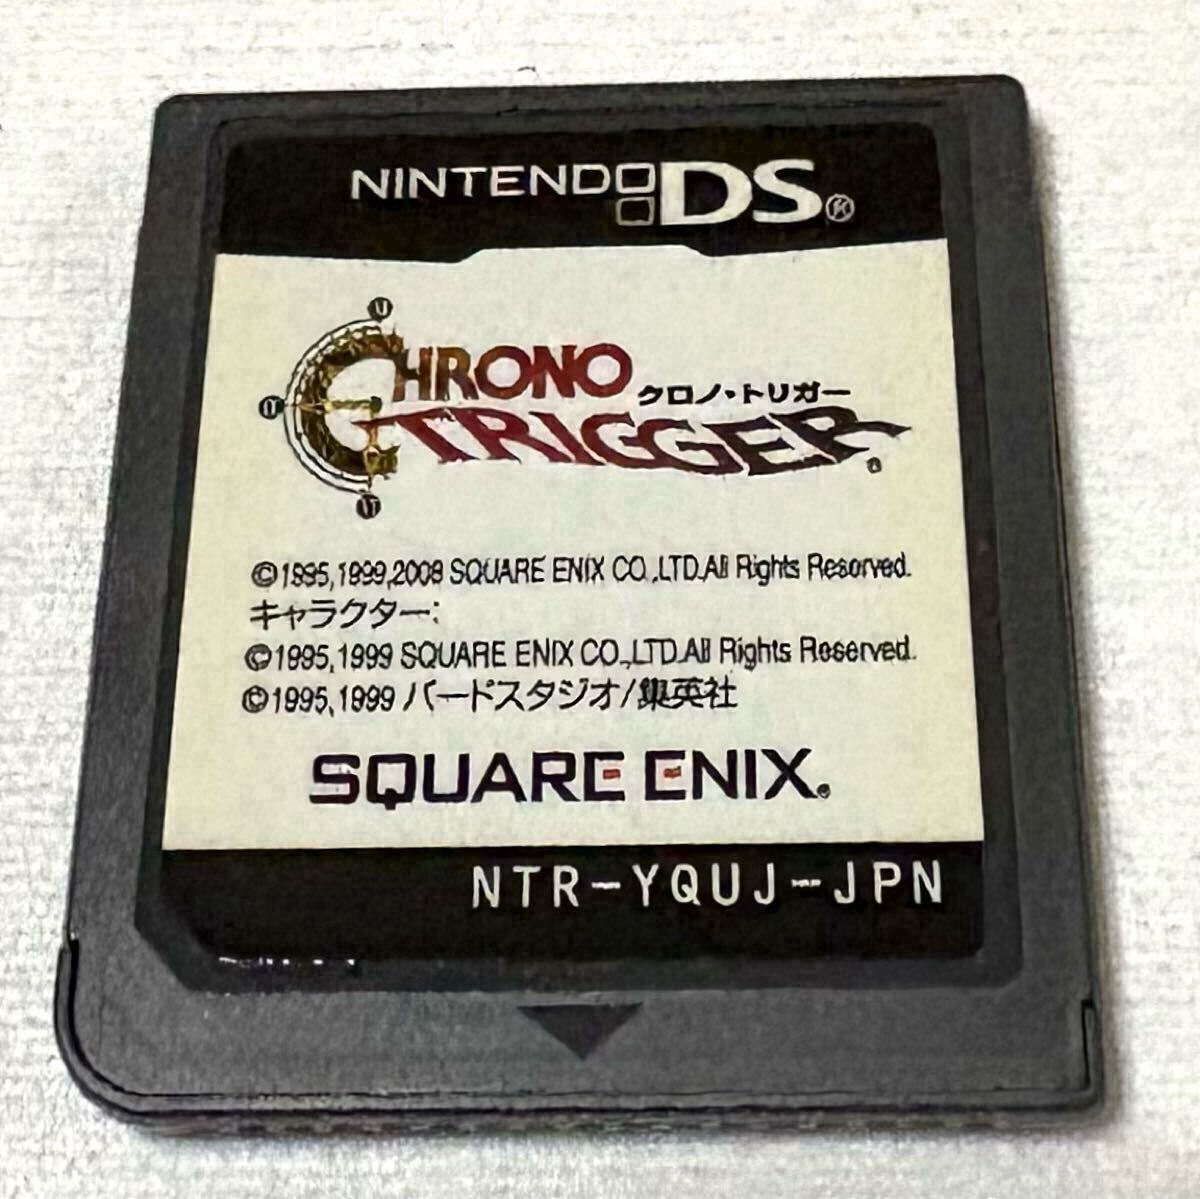 NINTENDO DS®
CHRONO
クロノ・トリガー
TRIGGER
©1995,1999,2008 SQUARE ENIX CO.,LTD.All Rights Reserved.
キャラクター:
©1995,1999 SQUARE ENIX CO.,LTD.All Rights Reserved.
©1995,1999 バードスタジオ/集英社
SQUARE ENIX.
NTR-YQUJ-JPN